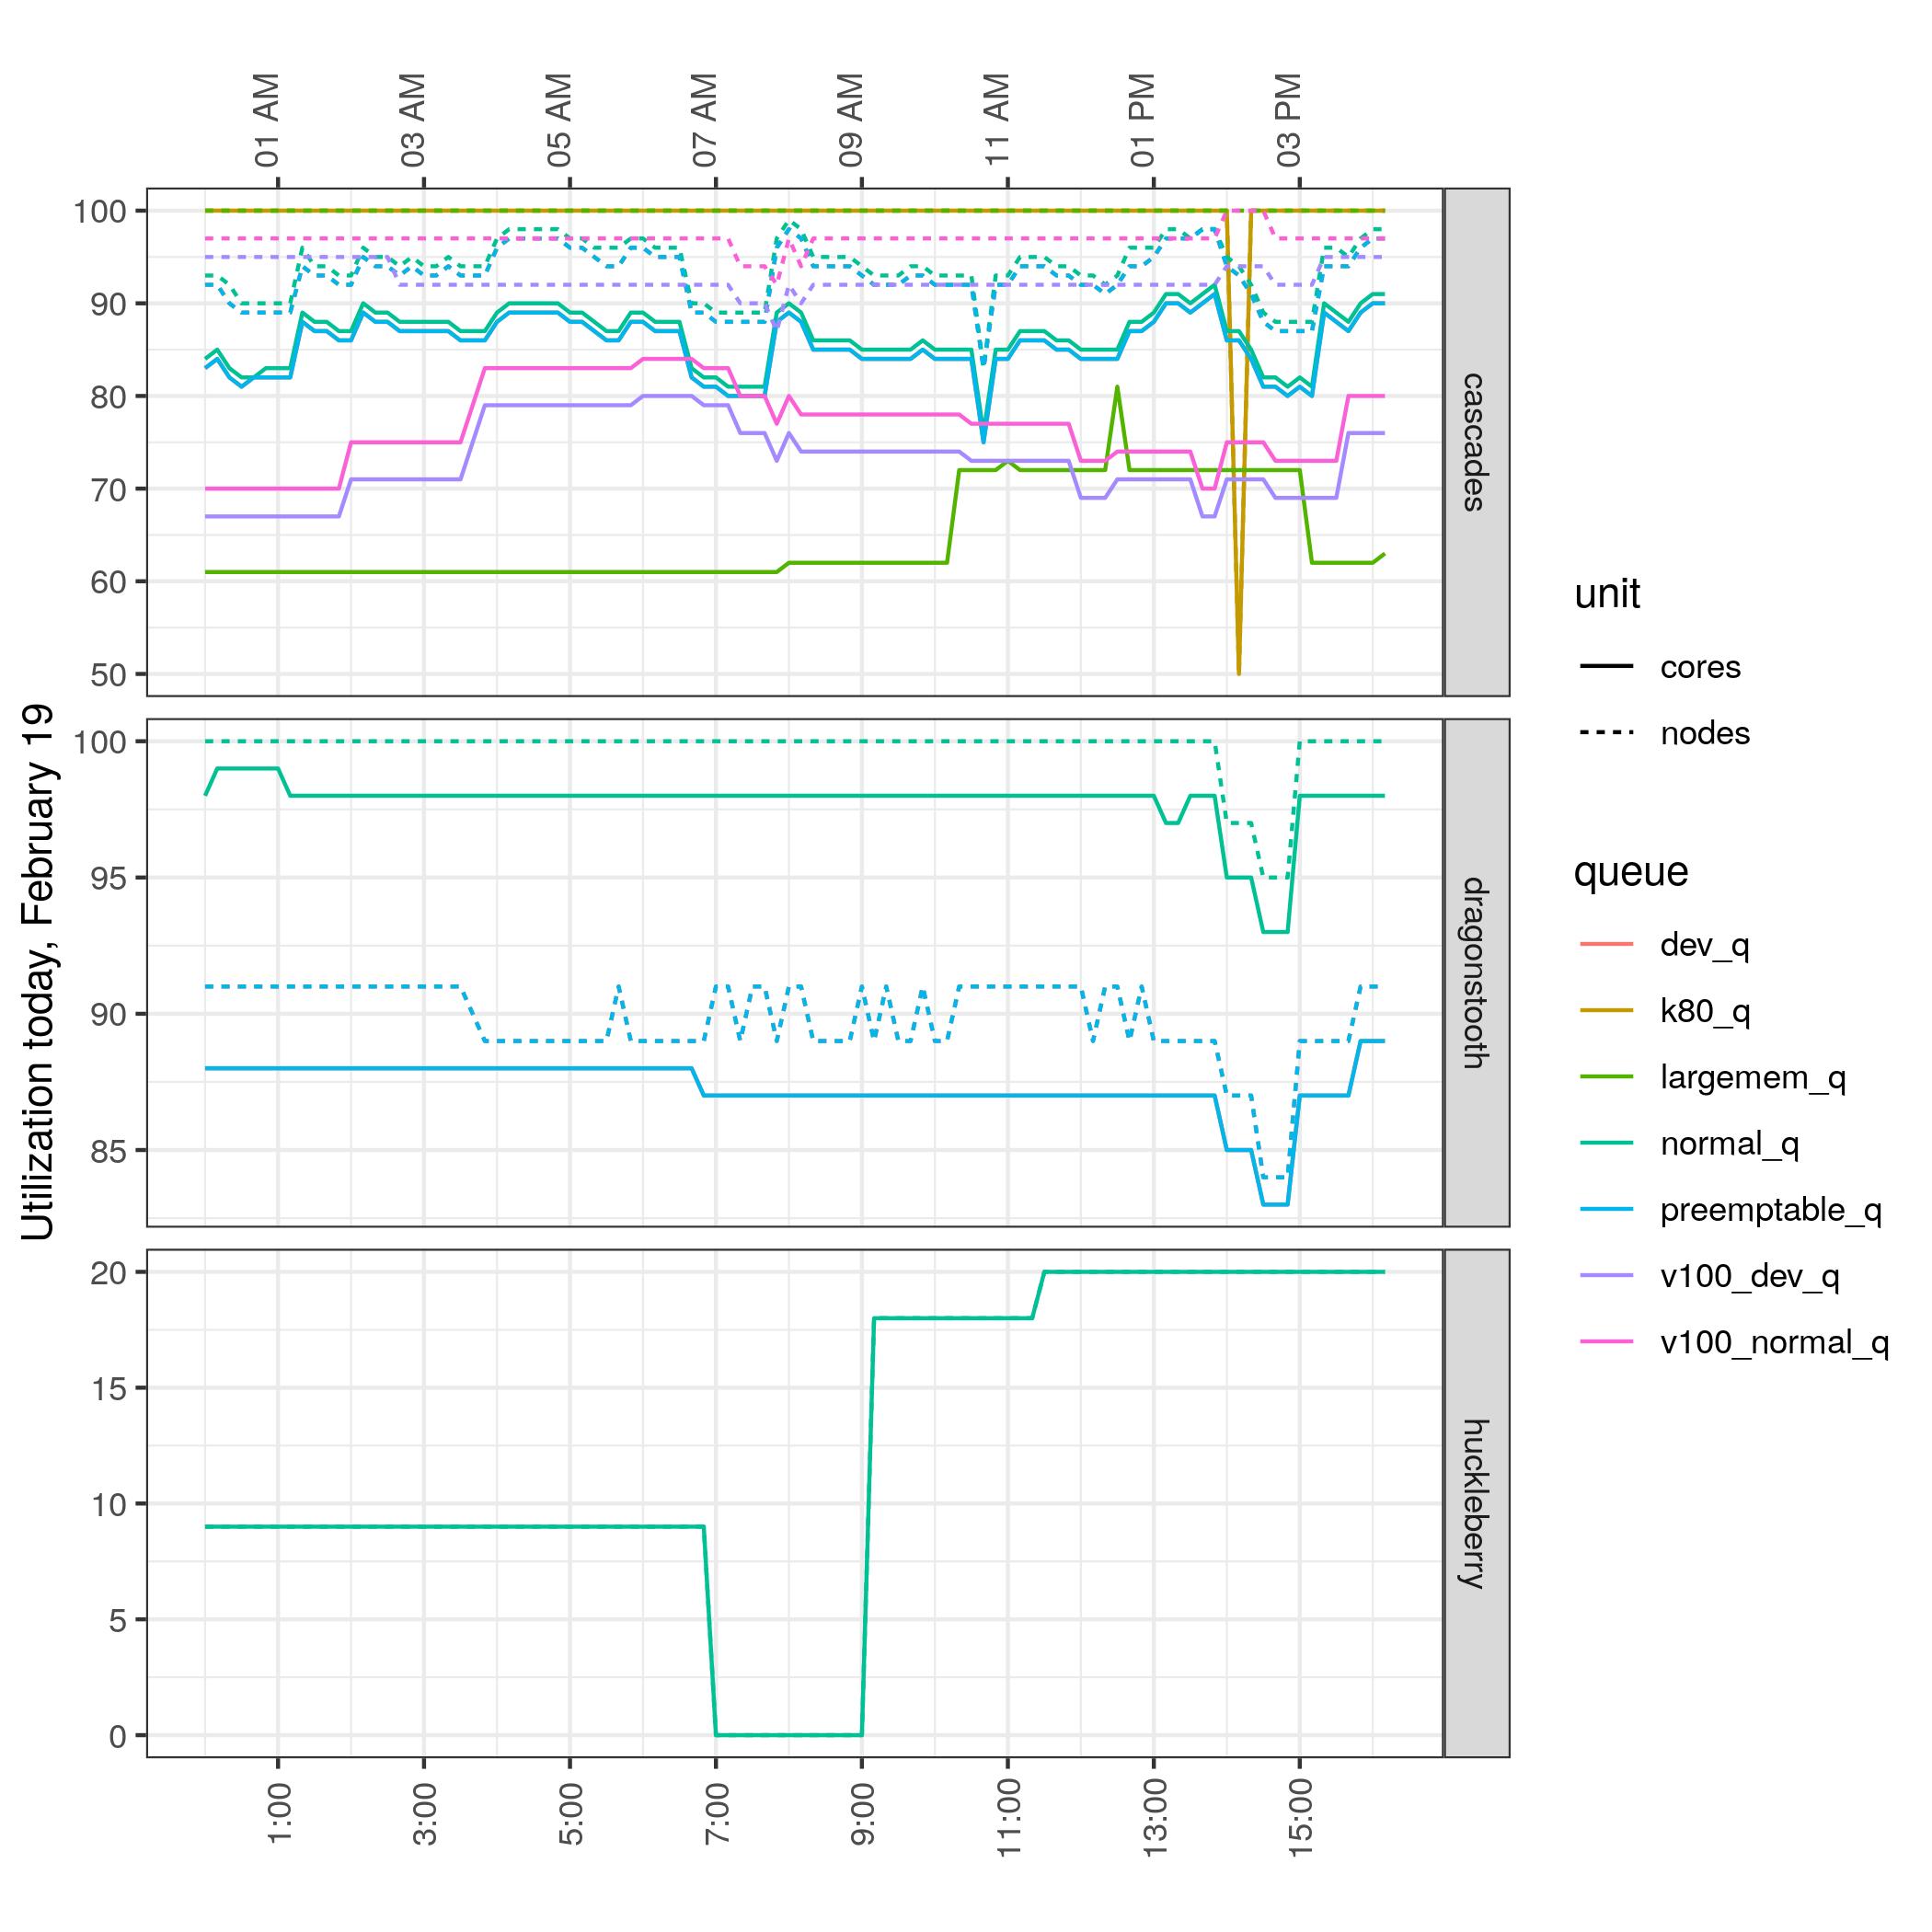 01 AM
03 AM
05 AM
07 AM
09 AM
11 AM
01 PM
03 PM
100
90
80
70
60
50
cascades
100
95
90
85
dragonstooth
20
15
10
5
0
huckleberry
1:00
3:00
5:00
7:00
9:00
11:00
13:00
15:00
Utilization today, February 19
unit
cores
nodes
queue
dev_q
k80_q
largemem_q
normal_q
preemptable_q
v100_dev_q
v100_normal_q